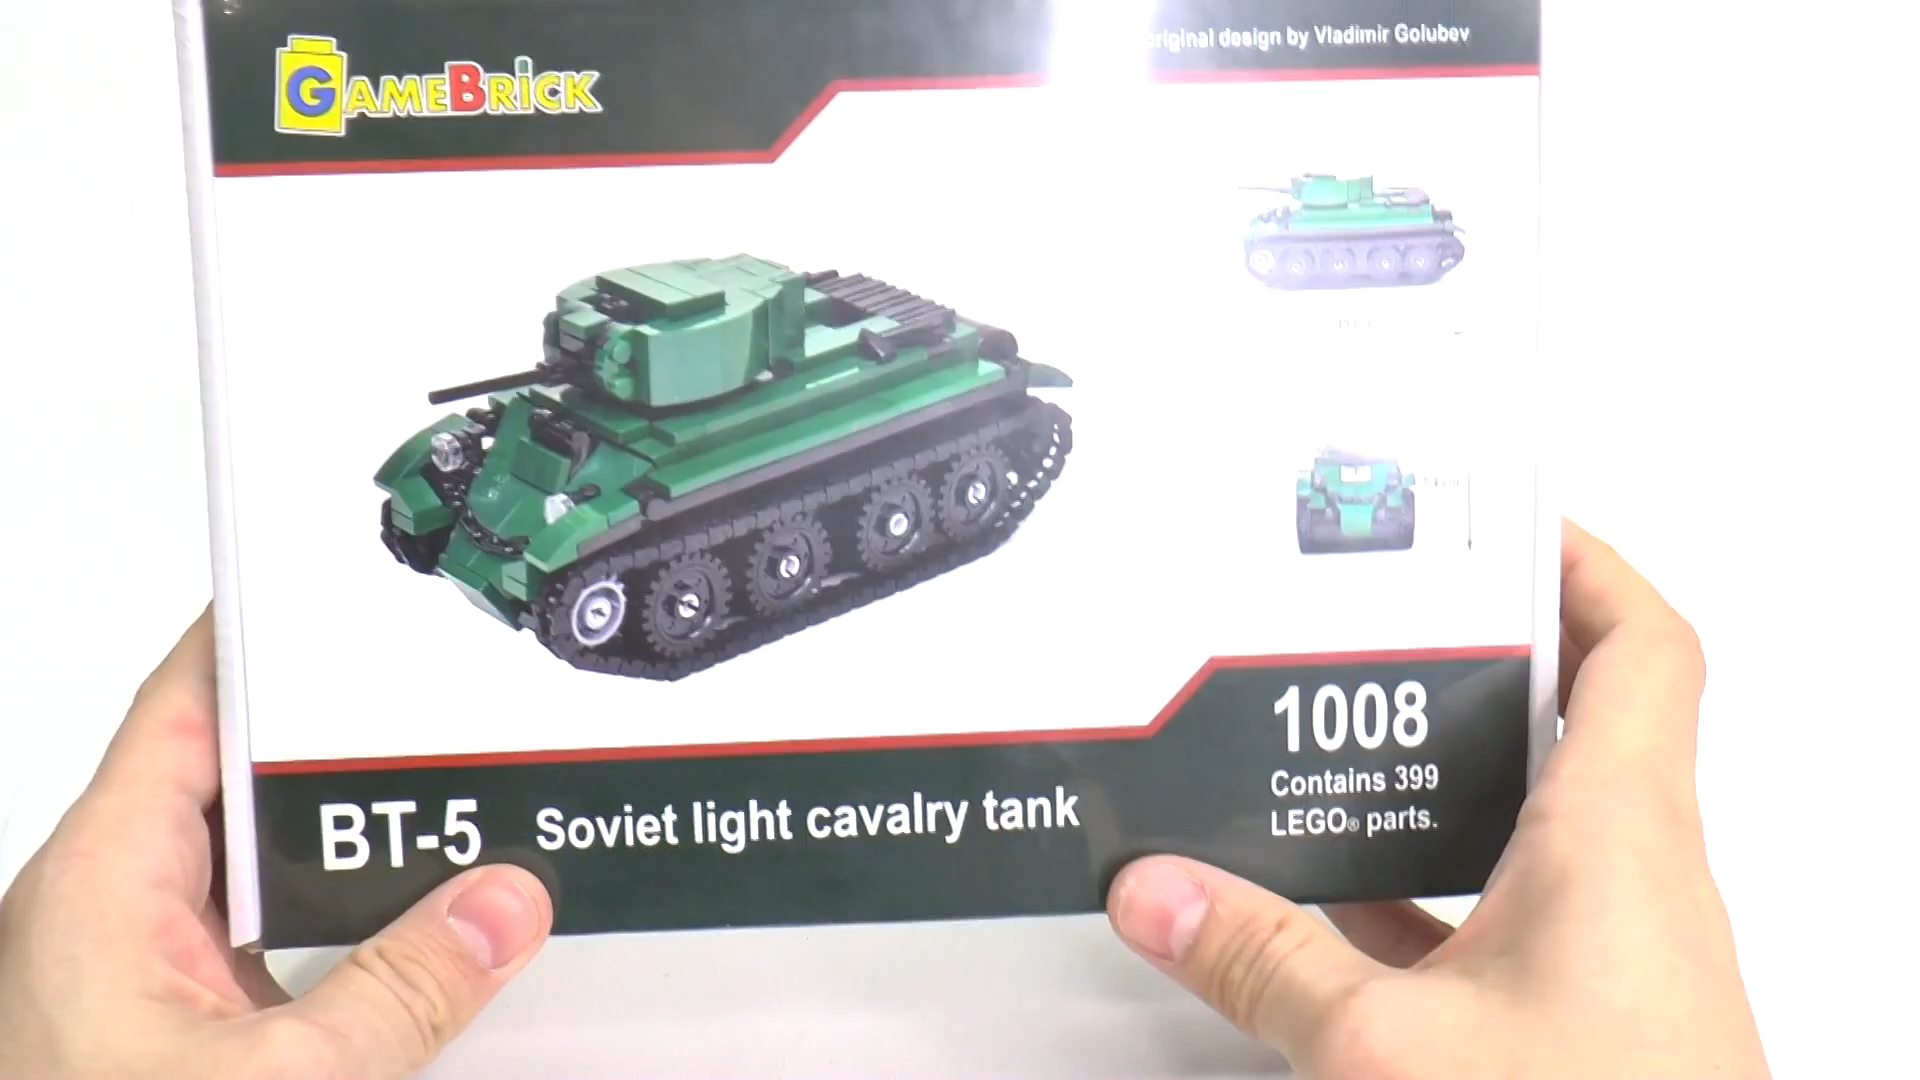 GAMEBRICK
original design by Vladimir Golubev
1008
Contains 399
LEGO® parts.
BT-5 Soviet light cavalry tank